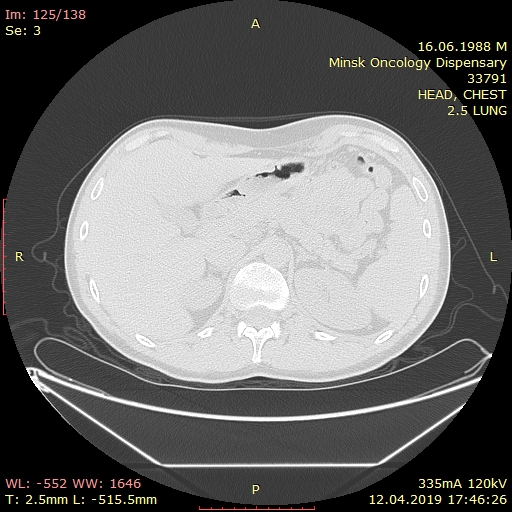 Im: 125/138
Se: 3
A
16.06.1988 M
Minsk Oncology Dispensary
33791
HEAD, CHEST
2.5 LUNG
R
L
WL: -552 WW: 1646
T: 2.5mm L: -515.5mm
P
335mA 120kV
12.04.2019 17:46:26